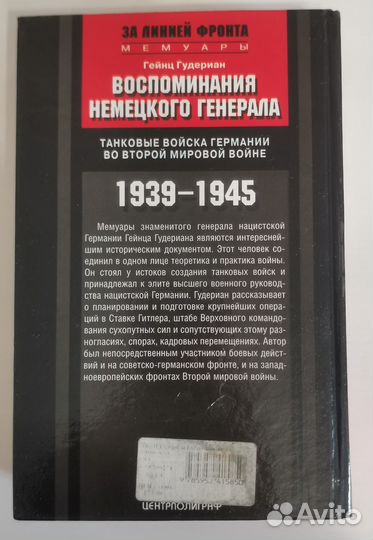 ЗА ЛИНИЕЙ ФРОНТА
МЕМУАРЫ
Гейнц Гудериан
ВОСПОМИНАНИЯ
НЕМЕЦКОГО ГЕНЕРАЛА
ТАНКОВЫЕ ВОЙСКА ГЕРМАНИИ
ВО ВТОРОЙ МИРОВОЙ ВОЙНЕ
1939–1945
Мемуары знаменитого генерала нацистской
Германии Гейнца Гудериана являются интересней-
шим историческим документом. Этот человек со-
единил в одном лице теоретика и практика войны.
Он стоял у истоков создания танковых войск и
принадлежал к элите высшего военного руковод-
ства нацистской Германии. Гудериан рассказывает
о планировании и подготовке крупнейших опера-
ций в Ставке Гитлера, штабе Верховного командо-
вания сухопутных сил и сопутствующих этому раз-
ногласиях, спорах, кадровых перемещениях. Автор
был непосредственным участником боевых дейст-
вий и на советско-германском фронте, и на запад-
ноевропейских фронтах Второй мировой войны.
ЦЕНТРПОЛИГРАФ
Avito